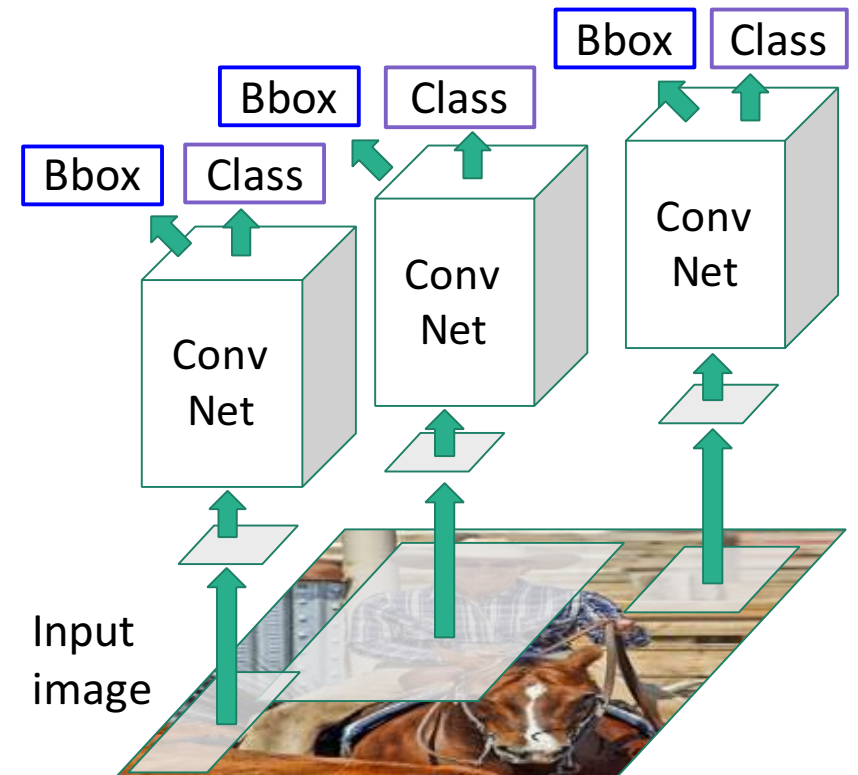 Bbox Class
Bbox Class
Bbox Class
Conv
Net
Conv
Net
Conv
Net
Input
image